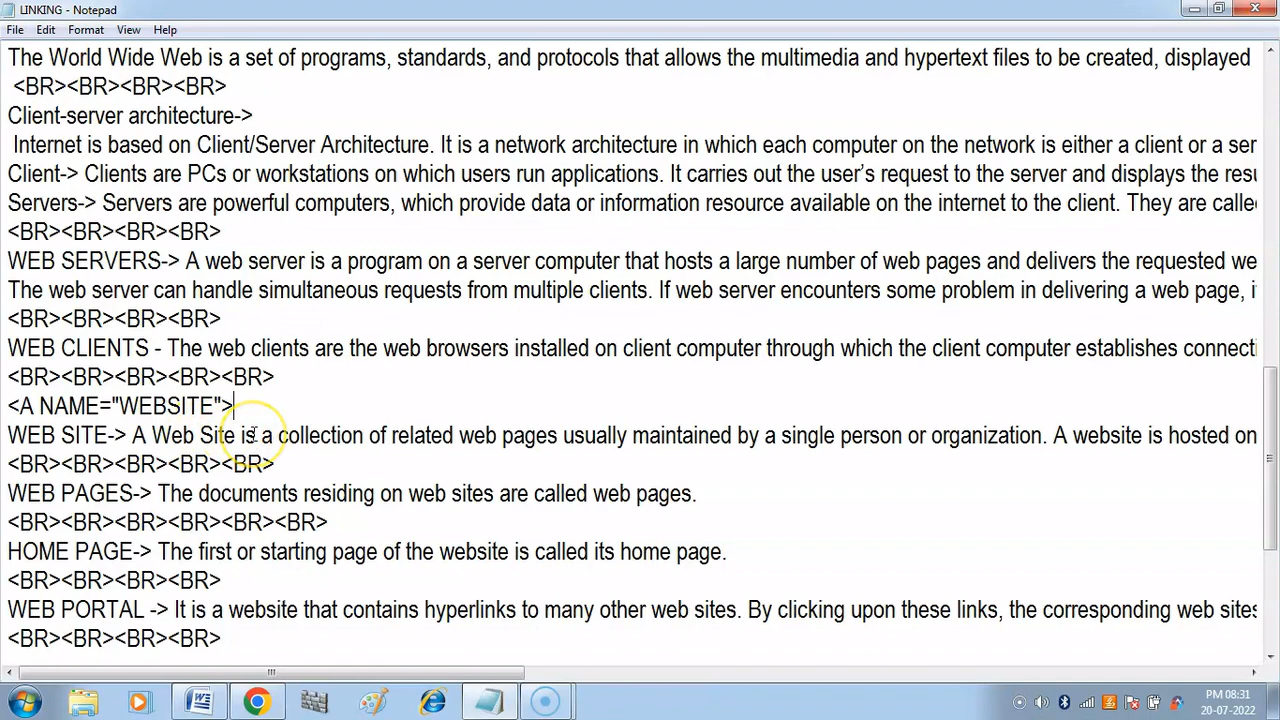 LINKING - Notepad
File Edit Format View Help
The World Wide Web is a set of programs, standards, and protocols that allows the multimedia and hypertext files to be created, displayed
<BR><BR><BR><BR>
Client-server architecture->
Internet is based on Client/Server Architecture. It is a network architecture in which each computer on the network is either a client or a ser
Client-> Clients are PCs or workstations on which users run applications. It carries out the user's request to the server and displays the resu
Servers-> Servers are powerful computers, which provide data or information resource available on the internet to the client. They are calle
<BR><BR><BR><BR>
WEB SERVERS-> A web server is a program on a server computer that hosts a large number of web pages and delivers the requested we
The web server can handle simultaneous requests from multiple clients. If web server encounters some problem in delivering a web page, i
<BR><BR><BR><BR>
WEB CLIENTS - The web clients are the web browsers installed on client computer through which the client computer establishes connecti
<BR><BR><BR><BR><BR>
<A NAME="WEBSITE">
WEB SITE-> A Web Site is a collection of related web pages usually maintained by a single person or organization. A website is hosted on
<BR><BR><BR><BR><BR>
WEB PAGES-> The documents residing on web sites are called web pages.
<BR><BR><BR><BR><BR><BR>
HOME PAGE-> The first or starting page of the website is called its home page.
<BR><BR><BR><BR>
WEB PORTAL -> It is a website that contains hyperlinks to many other web sites. By clicking upon these links, the corresponding web sites
<BR><BR><BR><BR>
PM 08:31
20-07-2022